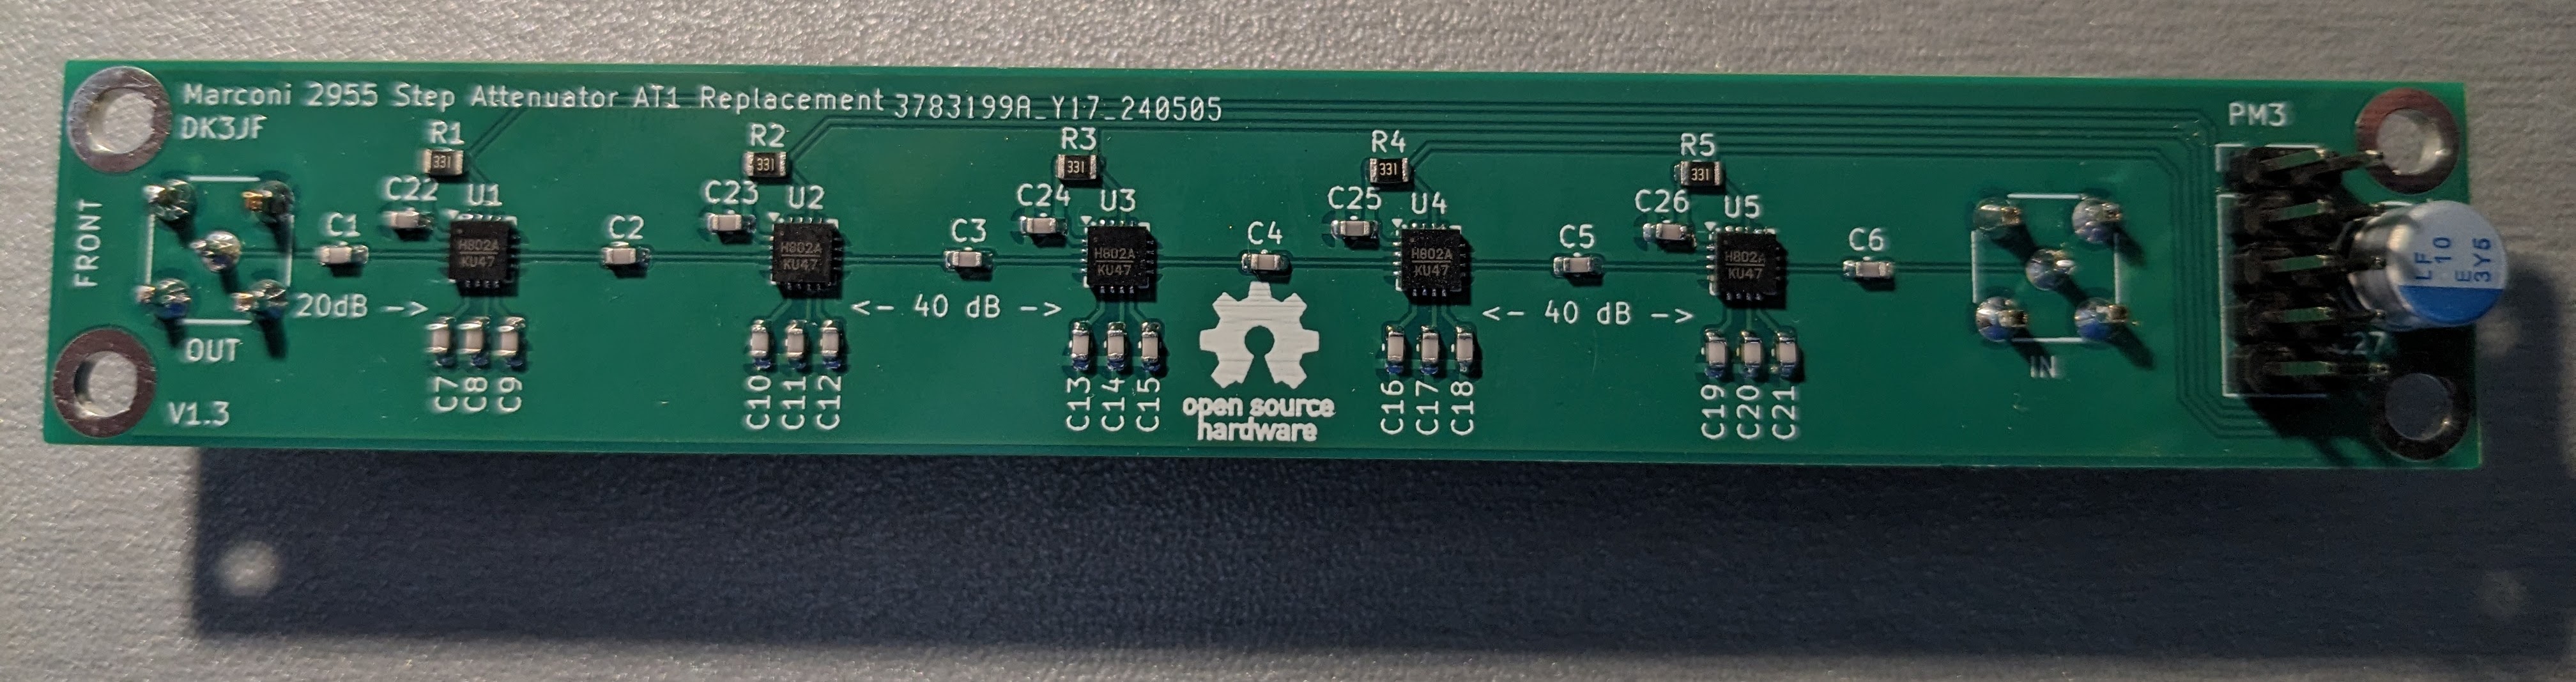 Marconi 2955 Step Attenuator AT1 Replacement 3783199A_Y17_240505
DK3JF
PM3
R1
R2
R3
R4
R5
331
331
331
331
331
C22
U1
C23
U2
C24
U3
C25
U4
C26
U5
FRONT
C1
C2
C3
C4
C5
C6
H802A
KU47
H802A
KU47
H802A
KU47
H802A
KU47
H802A
KU47
LF
10
E
3Y5
20dB ->
<- 40 dB ->
<- 40 dB ->
OUT
IN
27
C7
C8
C9
C10
C11
C12
C13
C14
C15
C16
C17
C18
C19
C20
C21
V1.3
open source
hardware